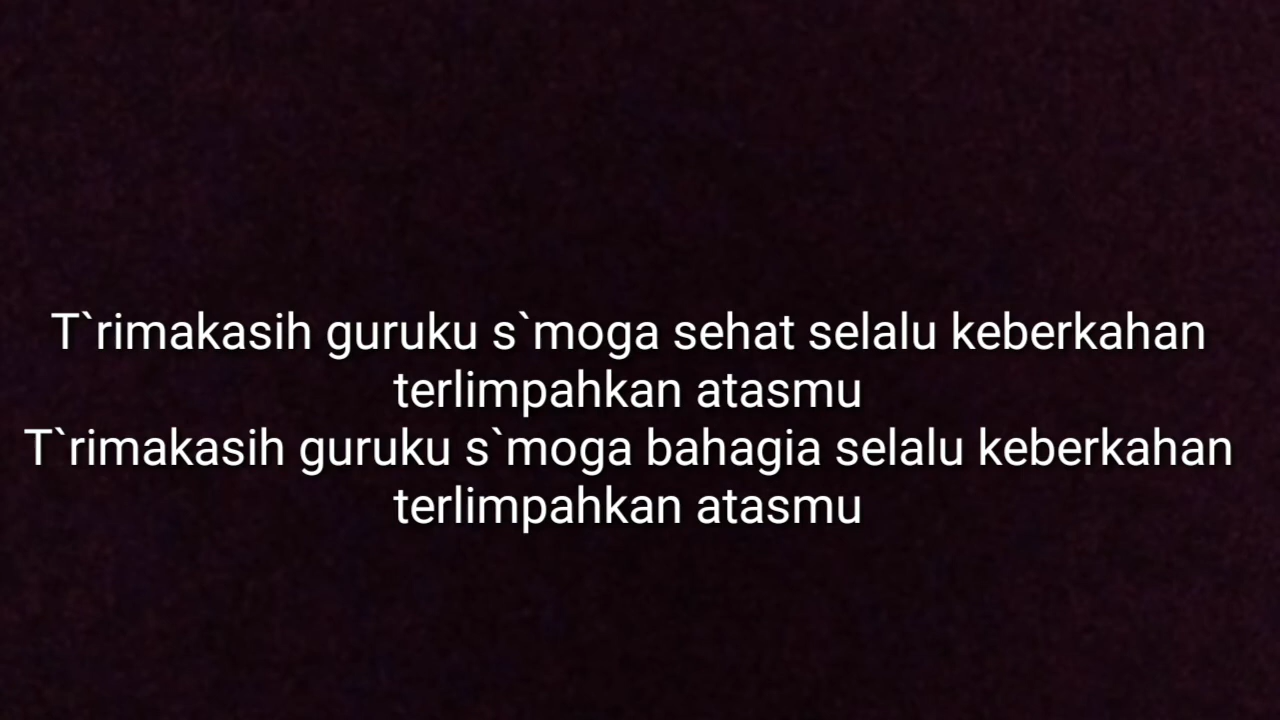 T`rimakasih guruku s`moga sehat selalu keberkahan
terlimpahkan atasmu
T`rimakasih guruku s`moga bahagia selalu keberkahan
terlimpahkan atasmu